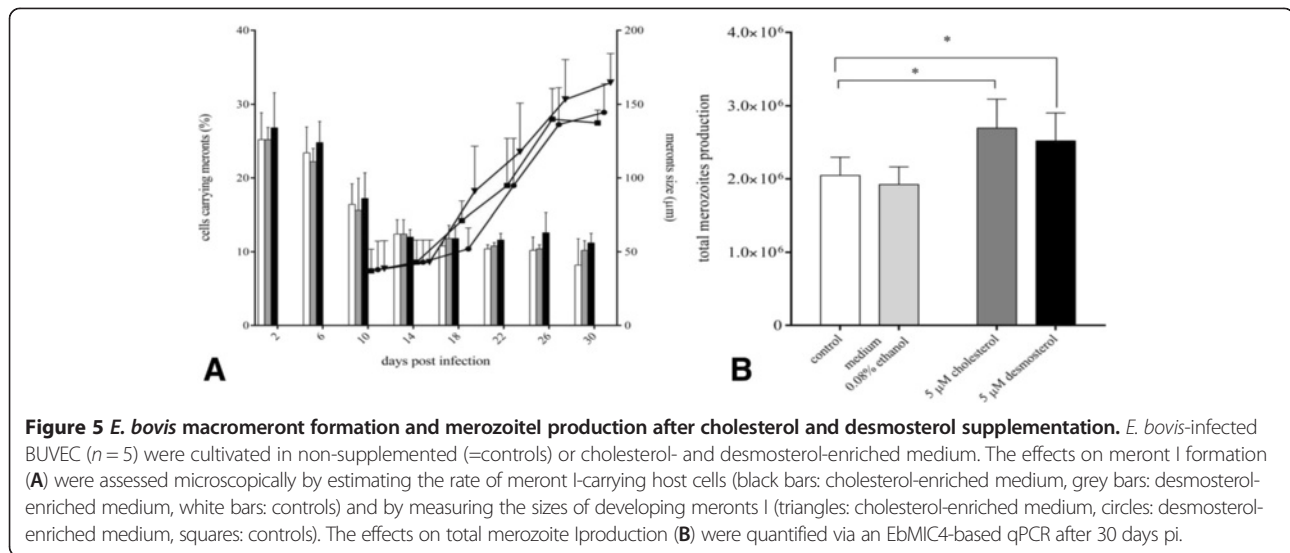 40
30
20
10
0
cells carrying meronts (%)
200
150
100
50
0
meronts size (μm)
2 6 10 14 18 22 26 30
days post infection
A
4.0×10⁶
3.0×10⁶
2.0×10⁶
1.0×10⁶
0
total merozoites production
*
*
control
medium
0.08% ethanol
5 μM cholesterol
5 μM desmosterol
B
Figure 5 E. bovis macromeront formation and merozoiteI production after cholesterol and desmosterol supplementation. E. bovis-infected
BUVEC (n = 5) were cultivated in non-supplemented (=controls) or cholesterol- and desmosterol-enriched medium. The effects on meront I formation
(A) were assessed microscopically by estimating the rate of meront I-carrying host cells (black bars: cholesterol-enriched medium, grey bars: desmosterol-
enriched medium, white bars: controls) and by measuring the sizes of developing meronts I (triangles: cholesterol-enriched medium, circles: desmosterol-
enriched medium, squares: controls). The effects on total merozoite Iproduction (B) were quantified via an EbMIC4-based qPCR after 30 days pi.